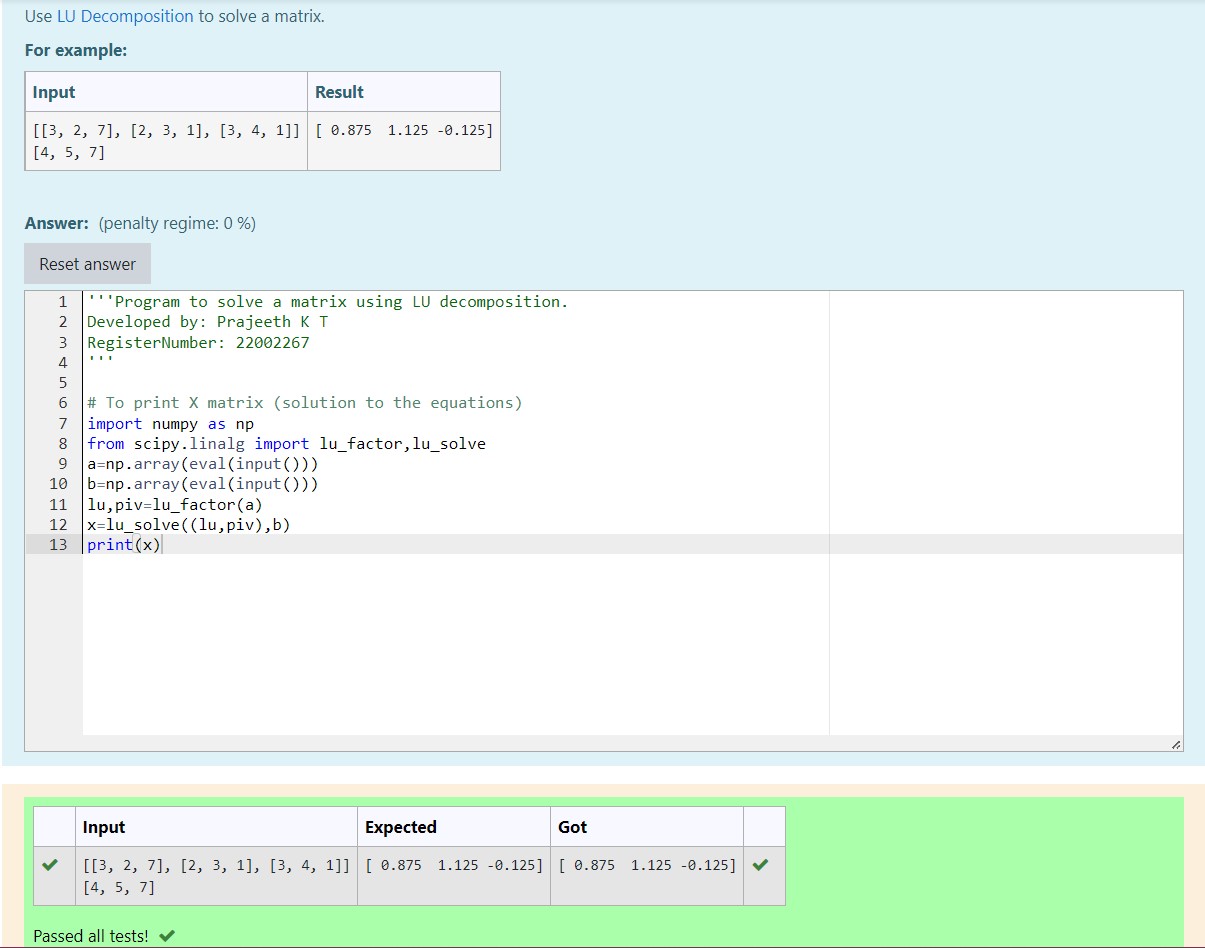 Use LU Decomposition to solve a matrix.
For example:
Input Result
[[3, 2, 7], [2, 3, 1], [3, 4, 1]] [ 0.875  1.125 -0.125]
[4, 5, 7]
Answer: (penalty regime: 0 %)
Reset answer
1 '''Program to solve a matrix using LU decomposition.
2 Developed by: Prajeeth K T
3 RegisterNumber: 22002267
4 '''
5
6 # To print X matrix (solution to the equations)
7 import numpy as np
8 from scipy.linalg import lu_factor,lu_solve
9 a=np.array(eval(input()))
10 b=np.array(eval(input()))
11 lu,piv=lu_factor(a)
12 x=lu_solve((lu,piv),b)
13 print(x)
Input Expected Got
[[3, 2, 7], [2, 3, 1], [3, 4, 1]] [ 0.875  1.125 -0.125] [ 0.875  1.125 -0.125]
[4, 5, 7]
Passed all tests!